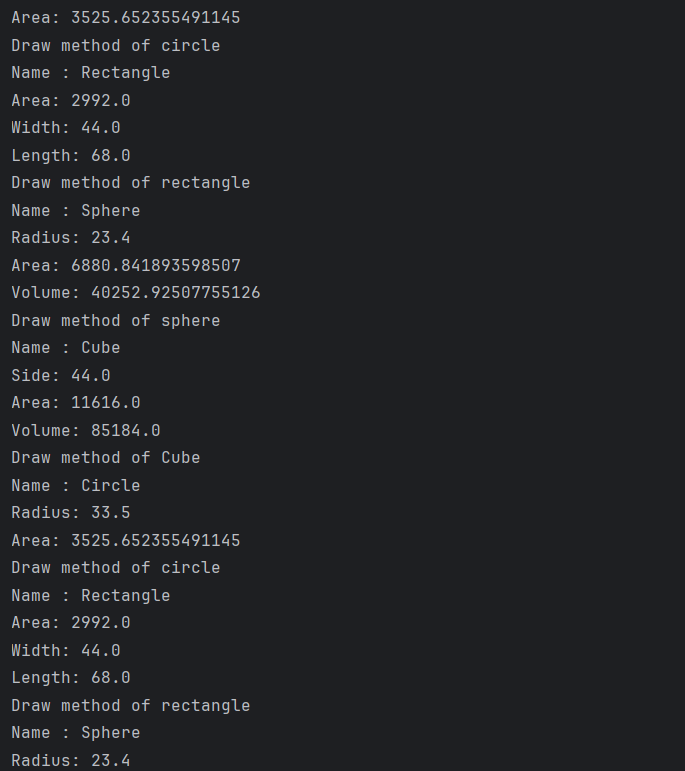 Area: 3525.652355491145
Draw method of circle
Name : Rectangle
Area: 2992.0
Width: 44.0
Length: 68.0
Draw method of rectangle
Name : Sphere
Radius: 23.4
Area: 6880.841893598507
Volume: 40252.92507755126
Draw method of sphere
Name : Cube
Side: 44.0
Area: 11616.0
Volume: 85184.0
Draw method of Cube
Name : Circle
Radius: 33.5
Area: 3525.652355491145
Draw method of circle
Name : Rectangle
Area: 2992.0
Width: 44.0
Length: 68.0
Draw method of rectangle
Name : Sphere
Radius: 23.4